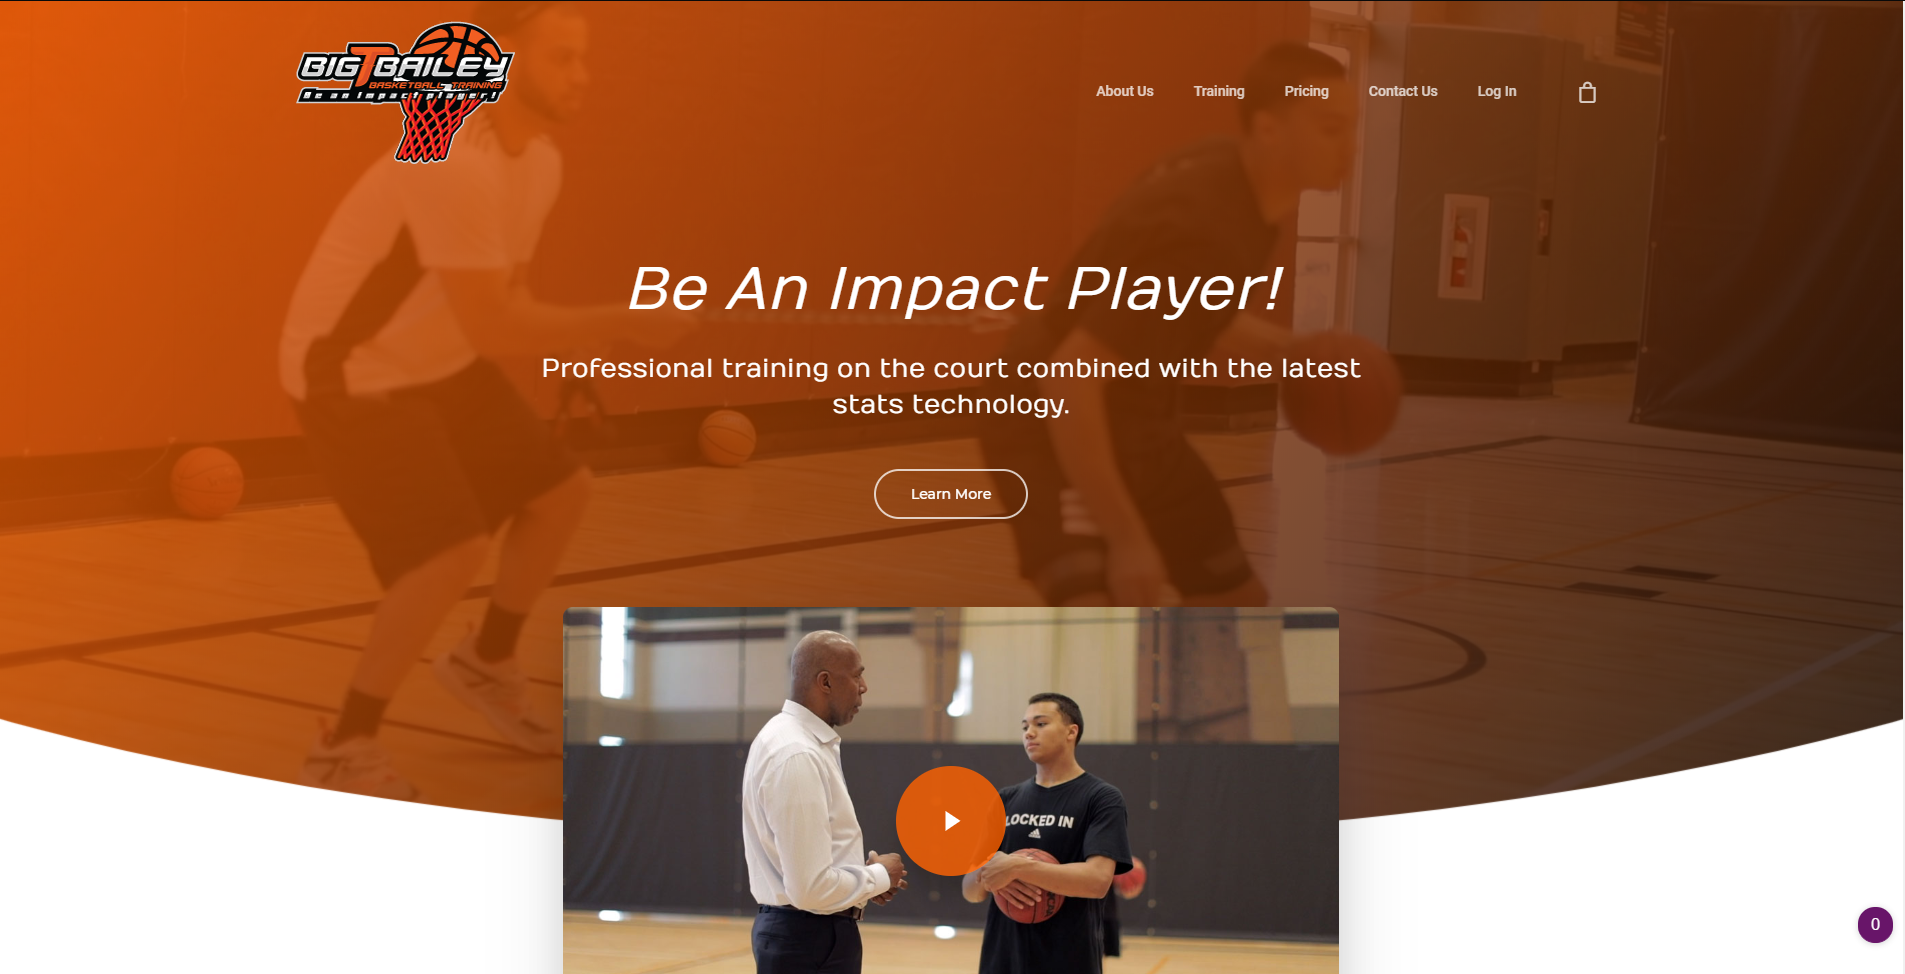 BIG T BAILEY
BASKETBALL TRAINING
Be an Impact player!
About Us
Training
Pricing
Contact Us
Log In
Be An Impact Player!
Professional training on the court combined with the latest
stats technology.
Learn More
LOCKED IN
0